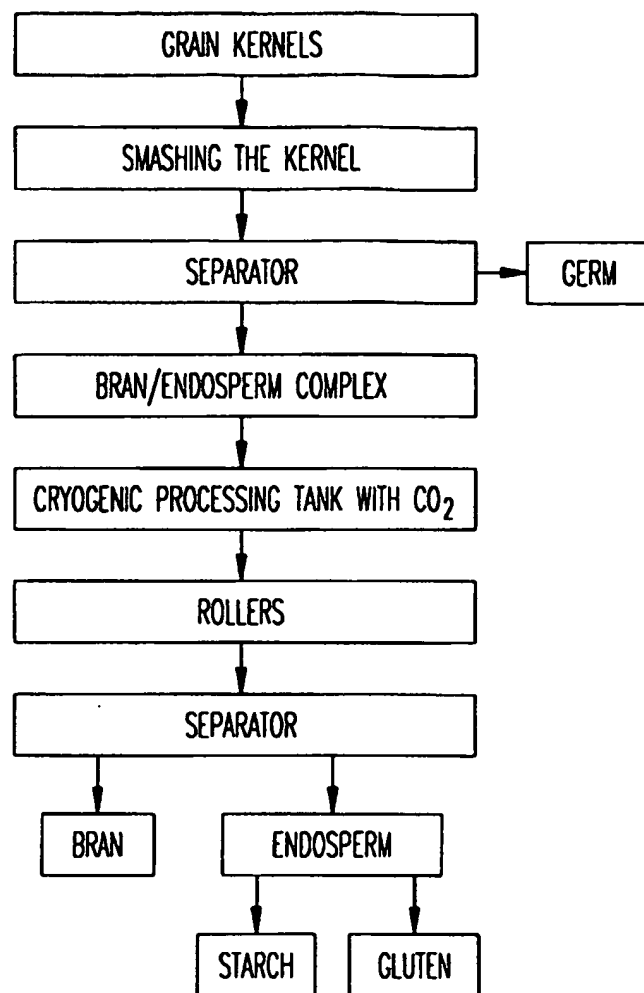 GRAIN KERNELS
SMASHING THE KERNEL
SEPARATOR
GERM
BRAN/ENDOSPERM COMPLEX
CRYOGENIC PROCESSING TANK WITH CO₂
ROLLERS
SEPARATOR
BRAN
ENDOSPERM
STARCH
GLUTEN